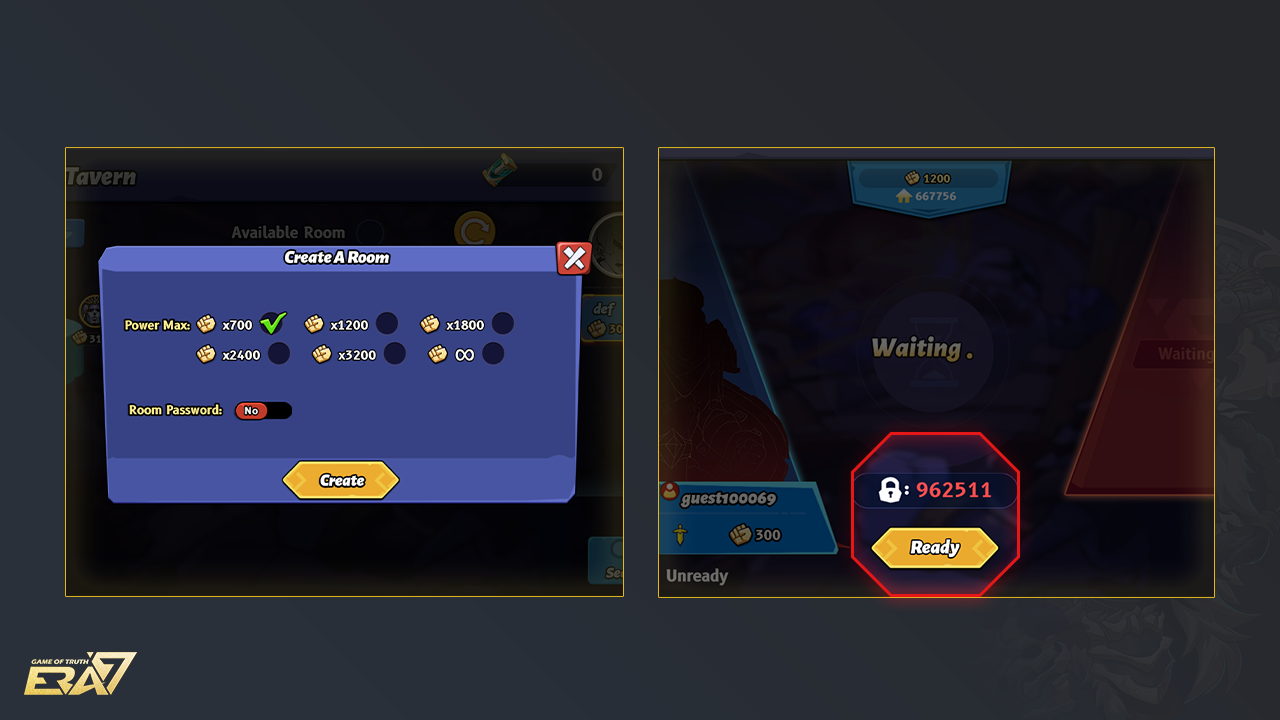 Tavern
0
Available Room
Create A Room
Power Max: x700 x1200 x1800
x2400 x3200 ∞
def
Room Password: No
Create
1200
667756
Waiting .
Waiting
: 962511
guest100069
300
Ready
Unready
GAME OF TRUTH
ERA7